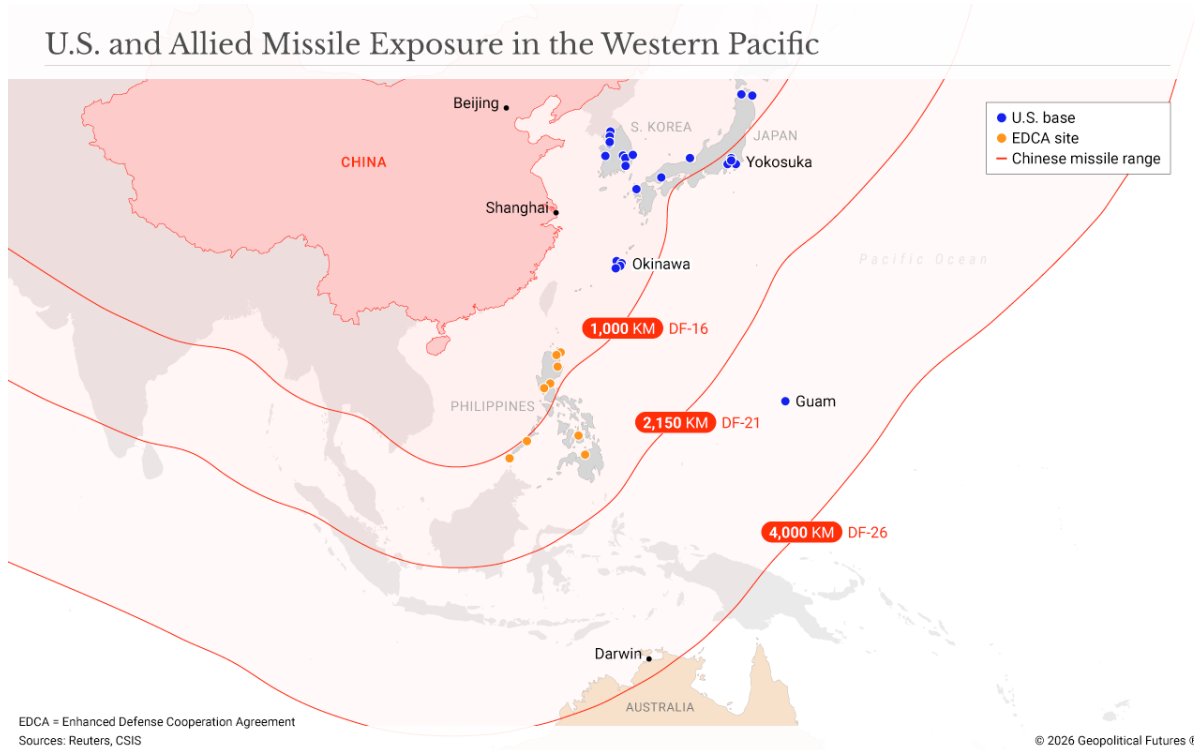 U.S. and Allied Missile Exposure in the Western Pacific
Beijing
S. KOREA
JAPAN
U.S. base
EDCA site
Chinese missile range
CHINA
Yokosuka
Shanghai
Okinawa
Pacific Ocean
1,000 KM DF-16
PHILIPPINES
Guam
2,150 KM DF-21
4,000 KM DF-26
Darwin
AUSTRALIA
EDCA = Enhanced Defense Cooperation Agreement
Sources: Reuters, CSIS
© 2026 Geopolitical Futures ®